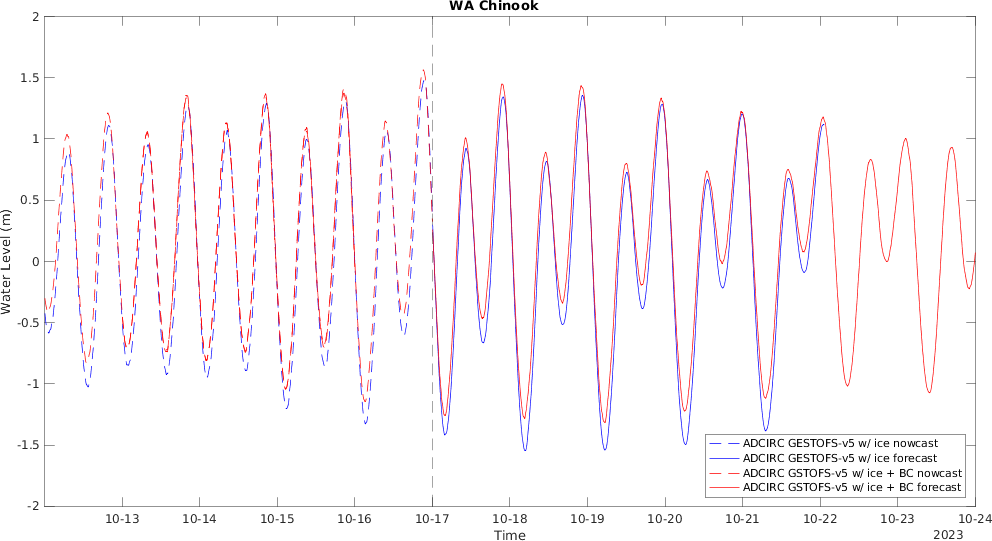 WA Chinook
2
1.5
1
0.5
0
-0.5
-1
-1.5
-2
Water Level (m)
ADCIRC GESTOFS-v5 w/ ice nowcast
ADCIRC GESTOFS-v5 w/ ice forecast
ADCIRC GSTOFS-v5 w/ ice + BC nowcast
ADCIRC GSTOFS-v5 w/ ice + BC forecast
10-13 10-14 10-15 10-16 10-17 10-18 10-19 10-20 10-21 10-22 10-23 10-24
Time
2023